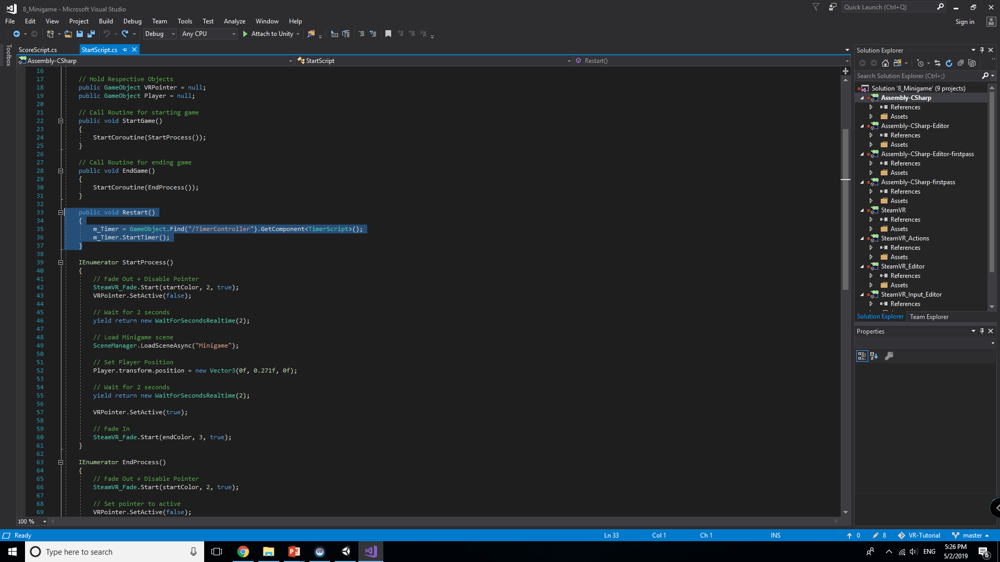 8_Minigame - Microsoft Visual Studio
Quick Launch (Ctrl+Q)
File Edit View Project Build Debug Team Tools Test Analyze Window Help
Sign in
Debug Any CPU Attach to Unity
Toolbox
ScoreScript.cs StartScript.cs
Assembly-CSharp StartScript Restart()
16
17 // Hold Respective Objects
18 public GameObject VRPointer = null;
19 public GameObject Player = null;
20
21 // Call Routine for starting game
22 public void StartGame()
23 {
24 StartCoroutine(StartProcess());
25 }
26
27 // Call Routine for ending game
28 public void EndGame()
29 {
30 StartCoroutine(EndProcess());
31 }
32
33 public void Restart()
34 {
35 m_Timer = GameObject.Find("/TimerController").GetComponent<TimerScript>();
36 m_Timer.StartTimer();
37 }
38
39 IEnumerator StartProcess()
40 {
41 // Fade Out + Disable Pointer
42 SteamVR_Fade.Start(startColor, 2, true);
43 VRPointer.SetActive(false);
44
45 // Wait for 2 seconds
46 yield return new WaitForSecondsRealtime(2);
47
48 // Load Minigame scene
49 SceneManager.LoadSceneAsync("Minigame");
50
51 // Set Player Position
52 Player.transform.position = new Vector3(0f, 0.271f, 0f);
53
54 // Wait for 2 seconds
55 yield return new WaitForSecondsRealtime(2);
56
57 VRPointer.SetActive(true);
58
59 // Fade In
60 SteamVR_Fade.Start(endColor, 3, true);
61 }
62
63 IEnumerator EndProcess()
64 {
65 // Fade Out + Disable Pointer
66 SteamVR_Fade.Start(startColor, 2, true);
67
68 // Set pointer to active
69 VRPointer.SetActive(false);
100 %
Solution Explorer
Search Solution Explorer (Ctrl+;)
Solution '8_Minigame' (9 projects)
Assembly-CSharp
References
Assets
Assembly-CSharp-Editor
References
Assets
Assembly-CSharp-Editor-firstpass
References
Assets
Assembly-CSharp-firstpass
References
Assets
SteamVR
References
Assets
SteamVR_Actions
References
Assets
SteamVR_Editor
References
Assets
SteamVR_Input_Editor
References
Solution Explorer Team Explorer
Properties
Ready Ln 33 Col 1 Ch 1 INS 0 8 VR-Tutorial master
Type here to search
VR
ENG
5:26 PM
5/2/2019
6